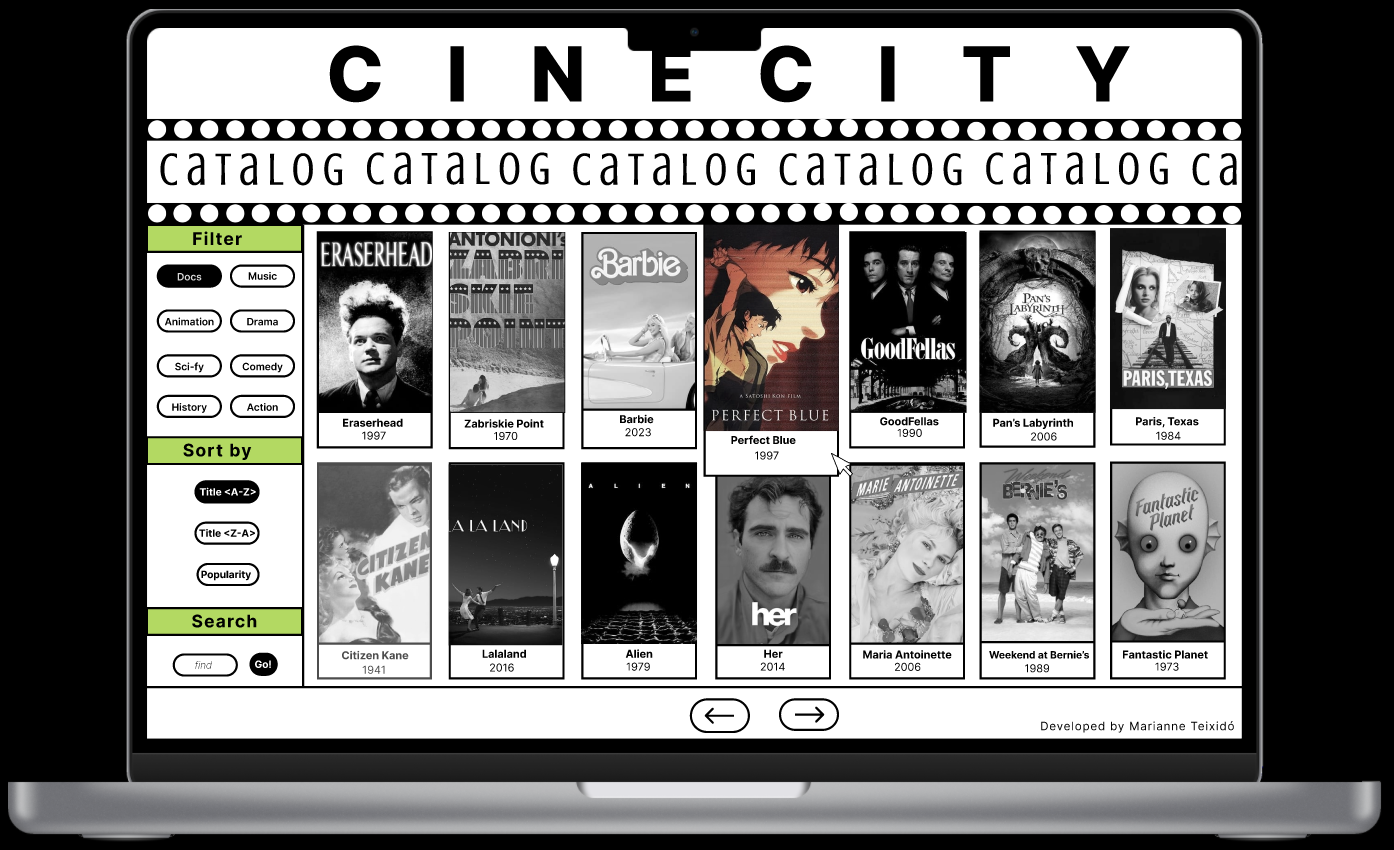 CINECITY
CaTaLOG CaTaLOG CaTaLOG CaTaLOG CaTaLOG Ca
Filter
Docs
Music
Animation
Drama
Sci-fy
Comedy
History
Action
Sort by
Title <A-Z>
Title <Z-A>
Popularity
Search
find
Go!
ERASERHEAD
Eraserhead
1997
ANTONIONI's
ZABRI
SKIE
POINT
Zabriskie Point
1970
Barbie
Barbie
2023
A SATOSHI KON FILM
PERFECT BLUE
Perfect Blue
1997
GoodFellas
GoodFellas
1990
PAN'S
LABYRINTH
Pan's Labyrinth
2006
PARIS,TEXAS
Paris, Texas
1984
CITIZEN
KANE
Citizen Kane
1941
LA LA LAND
Lalaland
2016
ALIEN
Alien
1979
her
Her
2014
MARIE ANTOINETTE
Maria Antoinette
2006
Weekend at
BERNIE'S
Weekend at Bernie's
1989
Fantastic
Planet
Fantastic Planet
1973
Developed by Marianne Teixidó